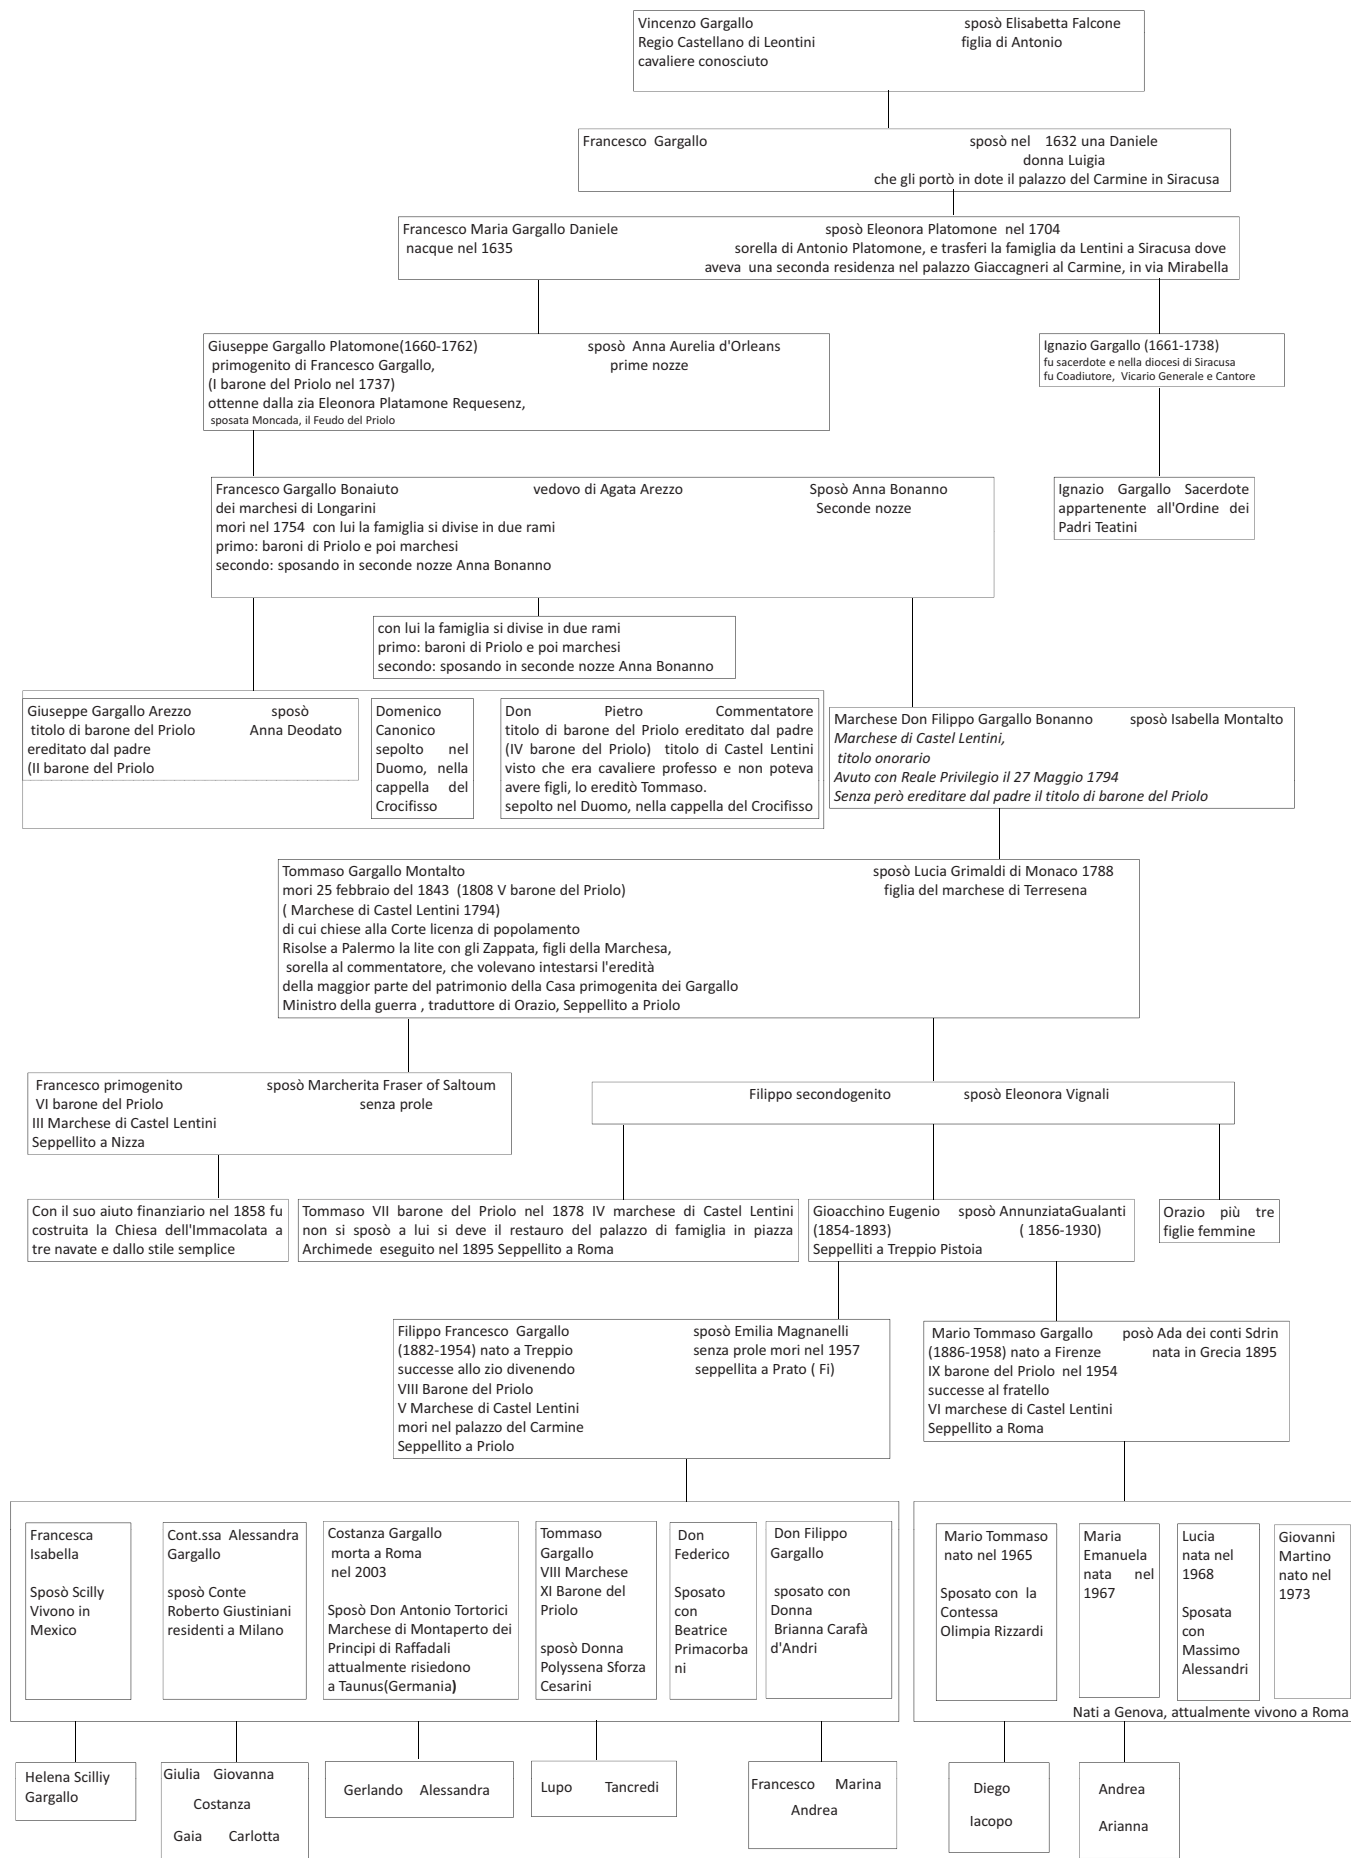 Vincenzo Gargallo sposò Elisabetta Falcone
Regio Castellano di Leontini figlia di Antonio
cavaliere conosciuto
Francesco Gargallo sposò nel 1632 una Daniele
donna Luigia
che gli portò in dote il palazzo del Carmine in Siracusa
Francesco Maria Gargallo Daniele sposò Eleonora Platomone nel 1704
nacque nel 1635 sorella di Antonio Platomone, e trasferi la famiglia da Lentini a Siracusa dove
aveva una seconda residenza nel palazzo Giaccagneri al Carmine, in via Mirabella
Giuseppe Gargallo Platomone(1660-1762) sposò Anna Aurelia d'Orleans
primogenito di Francesco Gargallo, prime nozze
(I barone del Priolo nel 1737)
ottenne dalla zia Eleonora Platamone Requesenz,
sposata Moncada, il Feudo del Priolo
Ignazio Gargallo (1661-1738)
fu sacerdote e nella diocesi di Siracusa
fu Coadiutore, Vicario Generale e Cantore
Francesco Gargallo Bonaiuto vedovo di Agata Arezzo Sposò Anna Bonanno
dei marchesi di Longarini Seconde nozze
mori nel 1754 con lui la famiglia si divise in due rami
primo: baroni di Priolo e poi marchesi
secondo: sposando in seconde nozze Anna Bonanno
Ignazio Gargallo Sacerdote
appartenente all'Ordine dei
Padri Teatini
con lui la famiglia si divise in due rami
primo: baroni di Priolo e poi marchesi
secondo: sposando in seconde nozze Anna Bonanno
Giuseppe Gargallo Arezzo sposò
titolo di barone del Priolo Anna Deodato
ereditato dal padre
(II barone del Priolo
Domenico
Canonico
sepolto nel
Duomo, nella
cappella del
Crocifisso
Don Pietro Commentatore
titolo di barone del Priolo ereditato dal padre
(IV barone del Priolo) titolo di Castel Lentini
visto che era cavaliere professo e non poteva
avere figli, lo ereditò Tommaso.
sepolto nel Duomo, nella cappella del Crocifisso
Marchese Don Filippo Gargallo Bonanno sposò Isabella Montalto
Marchese di Castel Lentini,
titolo onorario
Avuto con Reale Privilegio il 27 Maggio 1794
Senza però ereditare dal padre il titolo di barone del Priolo
Tommaso Gargallo Montalto sposò Lucia Grimaldi di Monaco 1788
mori 25 febbraio del 1843 (1808 V barone del Priolo) figlia del marchese di Terresena
( Marchese di Castel Lentini 1794)
di cui chiese alla Corte licenza di popolamento
Risolse a Palermo la lite con gli Zappata, figli della Marchesa,
sorella al commentatore, che volevano intestarsi l'eredità
della maggior parte del patrimonio della Casa primogenita dei Gargallo
Ministro della guerra , traduttore di Orazio, Seppellito a Priolo
Francesco primogenito sposò Marcherita Fraser of Saltoum
VI barone del Priolo senza prole
III Marchese di Castel Lentini
Seppellito a Nizza
Filippo secondogenito sposò Eleonora Vignali
Con il suo aiuto finanziario nel 1858 fu
costruita la Chiesa dell'Immacolata a
tre navate e dallo stile semplice
Tommaso VII barone del Priolo nel 1878 IV marchese di Castel Lentini
non si sposò a lui si deve il restauro del palazzo di famiglia in piazza
Archimede eseguito nel 1895 Seppellito a Roma
Gioacchino Eugenio sposò AnnunziataGualanti
(1854-1893) ( 1856-1930)
Seppelliti a Treppio Pistoia
Orazio più tre
figlie femmine
Filippo Francesco Gargallo sposò Emilia Magnanelli
(1882-1954) nato a Treppio senza prole mori nel 1957
successe allo zio divenendo seppellita a Prato ( Fi)
VIII Barone del Priolo
V Marchese di Castel Lentini
mori nel palazzo del Carmine
Seppellito a Priolo
Mario Tommaso Gargallo posò Ada dei conti Sdrin
(1886-1958) nato a Firenze nata in Grecia 1895
IX barone del Priolo nel 1954
successe al fratello
VI marchese di Castel Lentini
Seppellito a Roma
Francesca
Isabella
Sposò Scilly
Vivono in
Mexico
Cont.ssa Alessandra
Gargallo
sposò Conte
Roberto Giustiniani
residenti a Milano
Costanza Gargallo
morta a Roma
nel 2003
Sposò Don Antonio Tortorici
Marchese di Montaperto dei
Principi di Raffadali
attualmente risiedono
a Taunus(Germania)
Tommaso
Gargallo
VIII Marchese
XI Barone del
Priolo
sposò Donna
Polyssena Sforza
Cesarini
Don
Federico
Sposato
con
Beatrice
Primacorba
ni
Don Filippo
Gargallo
sposato con
Donna
Brianna Carafà
d'Andri
Mario Tommaso
nato nel 1965
Sposato con la
Contessa
Olimpia Rizzardi
Maria
Emanuela
nata nel
1967
Lucia
nata nel
1968
Sposata
con
Massimo
Alessandri
Giovanni
Martino
nato nel
1973
Nati a Genova, attualmente vivono a Roma
Helena Scilliy
Gargallo
Giulia Giovanna
Costanza
Gaia Carlotta
Gerlando Alessandra
Lupo Tancredi
Francesco Marina
Andrea
Diego
Iacopo
Andrea
Arianna